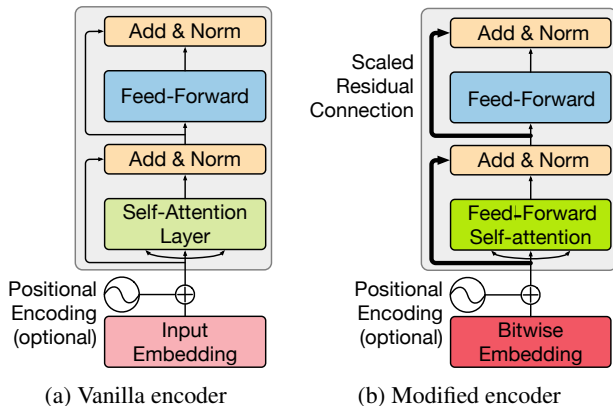 Add & Norm
Feed-Forward
Add & Norm
Self-Attention
Layer
Positional
Encoding
(optional)
Input
Embedding
(a) Vanilla encoder
Scaled
Residual
Connection
Add & Norm
Feed-Forward
Add & Norm
Feed-Forward
Self-attention
Positional
Encoding
(optional)
Bitwise
Embedding
(b) Modified encoder